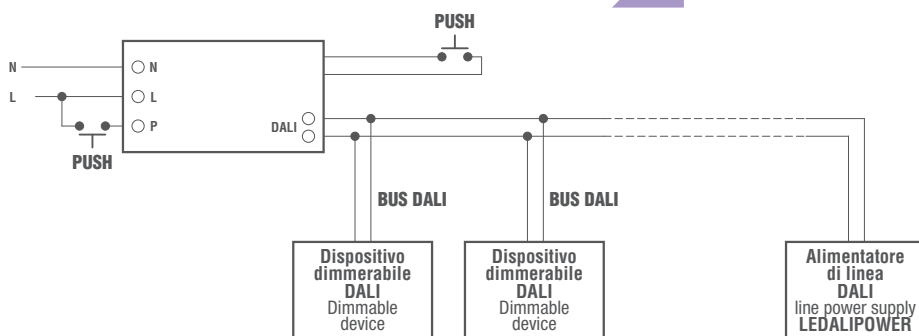 PUSH
N
N
L
L
P
DALI
PUSH
BUS DALI
BUS DALI
Dispositivo
dimmerabile
DALI
Dimmable
device
Dispositivo
dimmerabile
DALI
Dimmable
device
Alimentatore
di linea
DALI
line power supply
LEDALIPOWER